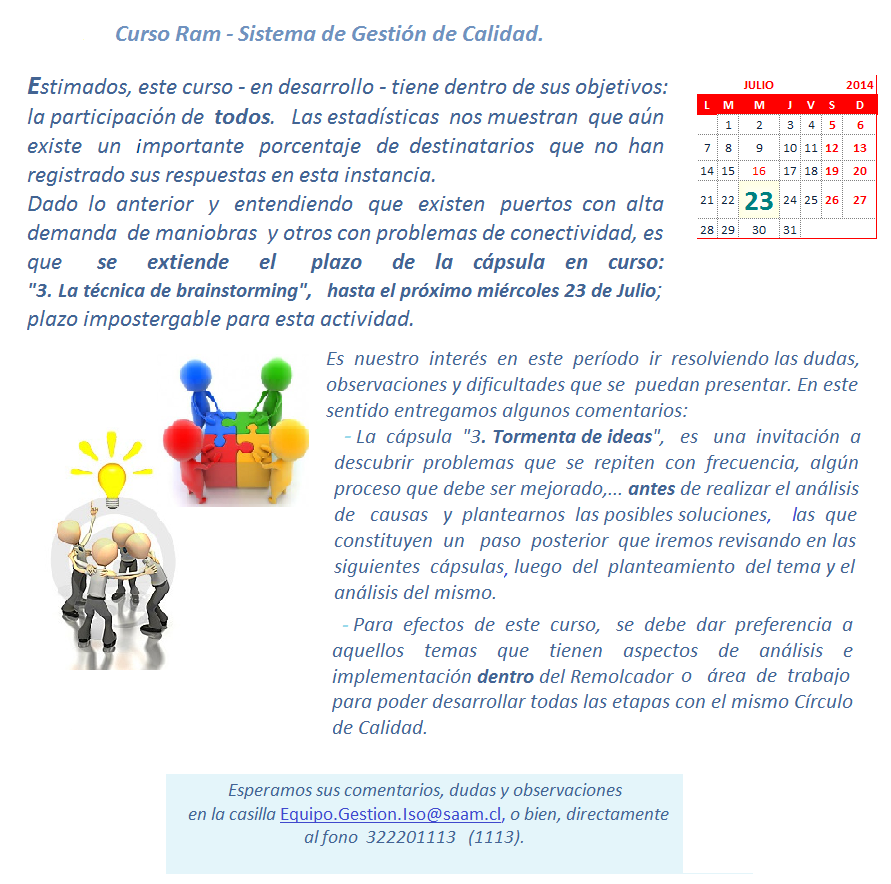 Curso Ram - Sistema de Gestión de Calidad.
Estimados, este curso - en desarrollo - tiene dentro de sus objetivos:
la participación de todos. Las estadísticas nos muestran que aún
existe un importante porcentaje de destinatarios que no han
registrado sus respuestas en esta instancia.
Dado lo anterior y entendiendo que existen puertos con alta
demanda de maniobras y otros con problemas de conectividad, es
que se extiende el plazo de la cápsula en curso:
"3. La técnica de brainstorming", hasta el próximo miércoles 23 de Julio;
plazo impostergable para esta actividad.
JULIO 2014
L M M J V S D
1 2 3 4 5 6
7 8 9 10 11 12 13
14 15 16 17 18 19 20
21 22 23 24 25 26 27
28 29 30 31
Es nuestro interés en este período ir resolviendo las dudas,
observaciones y dificultades que se puedan presentar. En este
sentido entregamos algunos comentarios:
- La cápsula "3. Tormenta de ideas", es una invitación a
descubrir problemas que se repiten con frecuencia, algún
proceso que debe ser mejorado,... antes de realizar el análisis
de causas y plantearnos las posibles soluciones, las que
constituyen un paso posterior que iremos revisando en las
siguientes cápsulas, luego del planteamiento del tema y el
análisis del mismo.
- Para efectos de este curso, se debe dar preferencia a
aquellos temas que tienen aspectos de análisis e
implementación dentro del Remolcador o área de trabajo
para poder desarrollar todas las etapas con el mismo Círculo
de Calidad.
Esperamos sus comentarios, dudas y observaciones
en la casilla Equipo.Gestion.Iso@saam.cl, o bien, directamente
al fono 322201113 (1113).